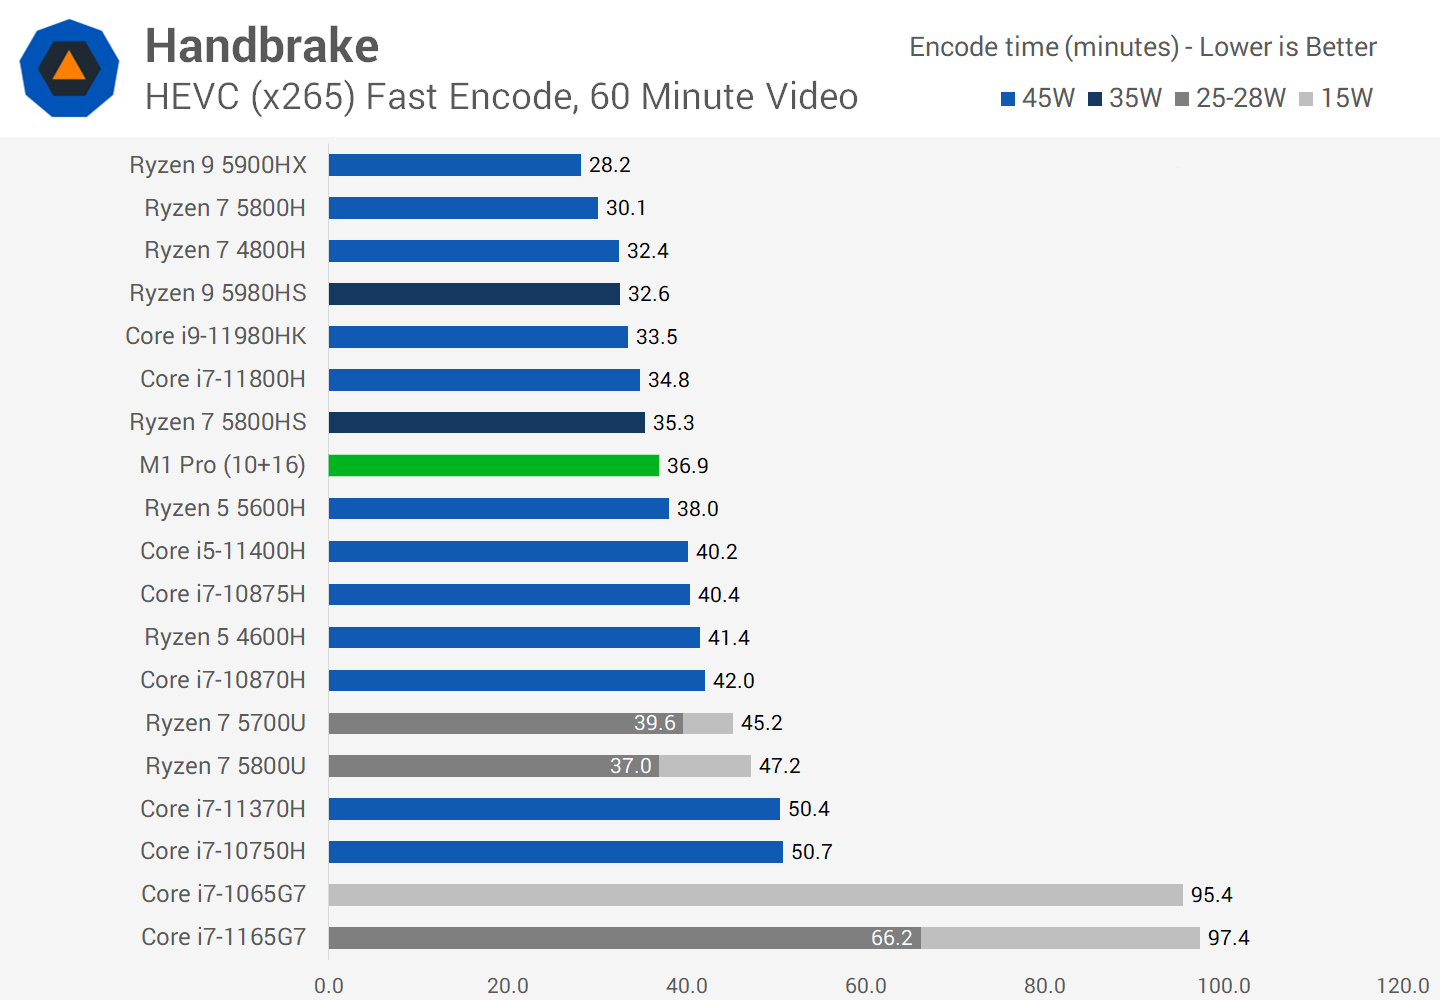 Handbrake
HEVC (x265) Fast Encode, 60 Minute Video
Encode time (minutes) - Lower is Better
45W 35W 25-28W 15W
Ryzen 9 5900HX 28.2
Ryzen 7 5800H 30.1
Ryzen 7 4800H 32.4
Ryzen 9 5980HS 32.6
Core i9-11980HK 33.5
Core i7-11800H 34.8
Ryzen 7 5800HS 35.3
M1 Pro (10+16) 36.9
Ryzen 5 5600H 38.0
Core i5-11400H 40.2
Core i7-10875H 40.4
Ryzen 5 4600H 41.4
Core i7-10870H 42.0
Ryzen 7 5700U 39.6 45.2
Ryzen 7 5800U 37.0 47.2
Core i7-11370H 50.4
Core i7-10750H 50.7
Core i7-1065G7 95.4
Core i7-1165G7 66.2 97.4
0.0 20.0 40.0 60.0 80.0 100.0 120.0